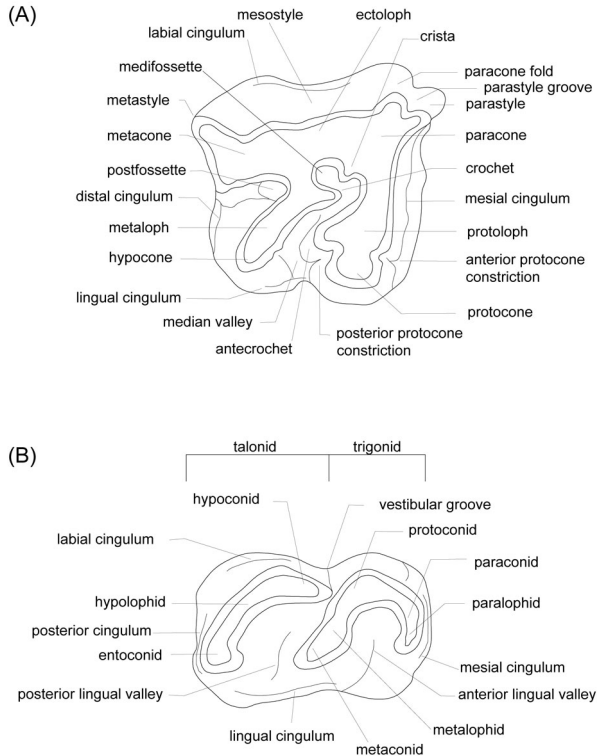 (A)
mesostyle
ectoloph
labial cingulum
crista
medifossette
paracone fold
parastyle groove
metastyle
parastyle
metacone
paracone
postfossette
crochet
distal cingulum
mesial cingulum
metaloph
protoloph
hypocone
anterior protocone
constriction
lingual cingulum
protocone
median valley
posterior protocone
constriction
antecrochet
(B)
talonid
trigonid
hypoconid
vestibular groove
protoconid
labial cingulum
paraconid
hypolophid
paralophid
posterior cingulum
entoconid
mesial cingulum
posterior lingual valley
anterior lingual valley
lingual cingulum
metalophid
metaconid